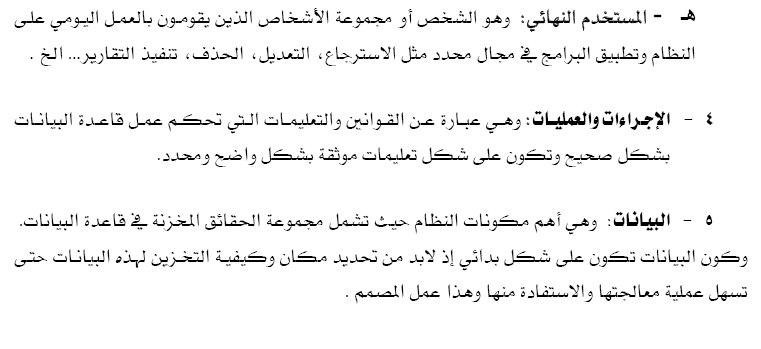 هـ - المستخدم النهائي: وهو الشخص أو مجموعة الأشخاص الذين يقومون بالعمل اليومي على
النظام وتطبيق البرامج في مجال محدد مثل الاسترجاع، التعديل، الحذف، تنفيذ التقارير... الخ .
٤ - الإجراءات والعمليات: وهي عبارة عن القوانين والتعليمات التي تحكم عمل قاعدة البيانات
بشكل صحيح وتكون على شكل تعليمات موثقة بشكل واضح ومحدد.
٥ - البيانات: وهي أهم مكونات النظام حيث تشمل مجموعة الحقائق المخزنة في قاعدة البيانات.
وكون البيانات تكون على شكل بدائي إذ لابد من تحديد مكان وكيفية التخزين لهذه البيانات حتى
تسهل عملية معالجتها والاستفادة منها وهذا عمل المصمم .